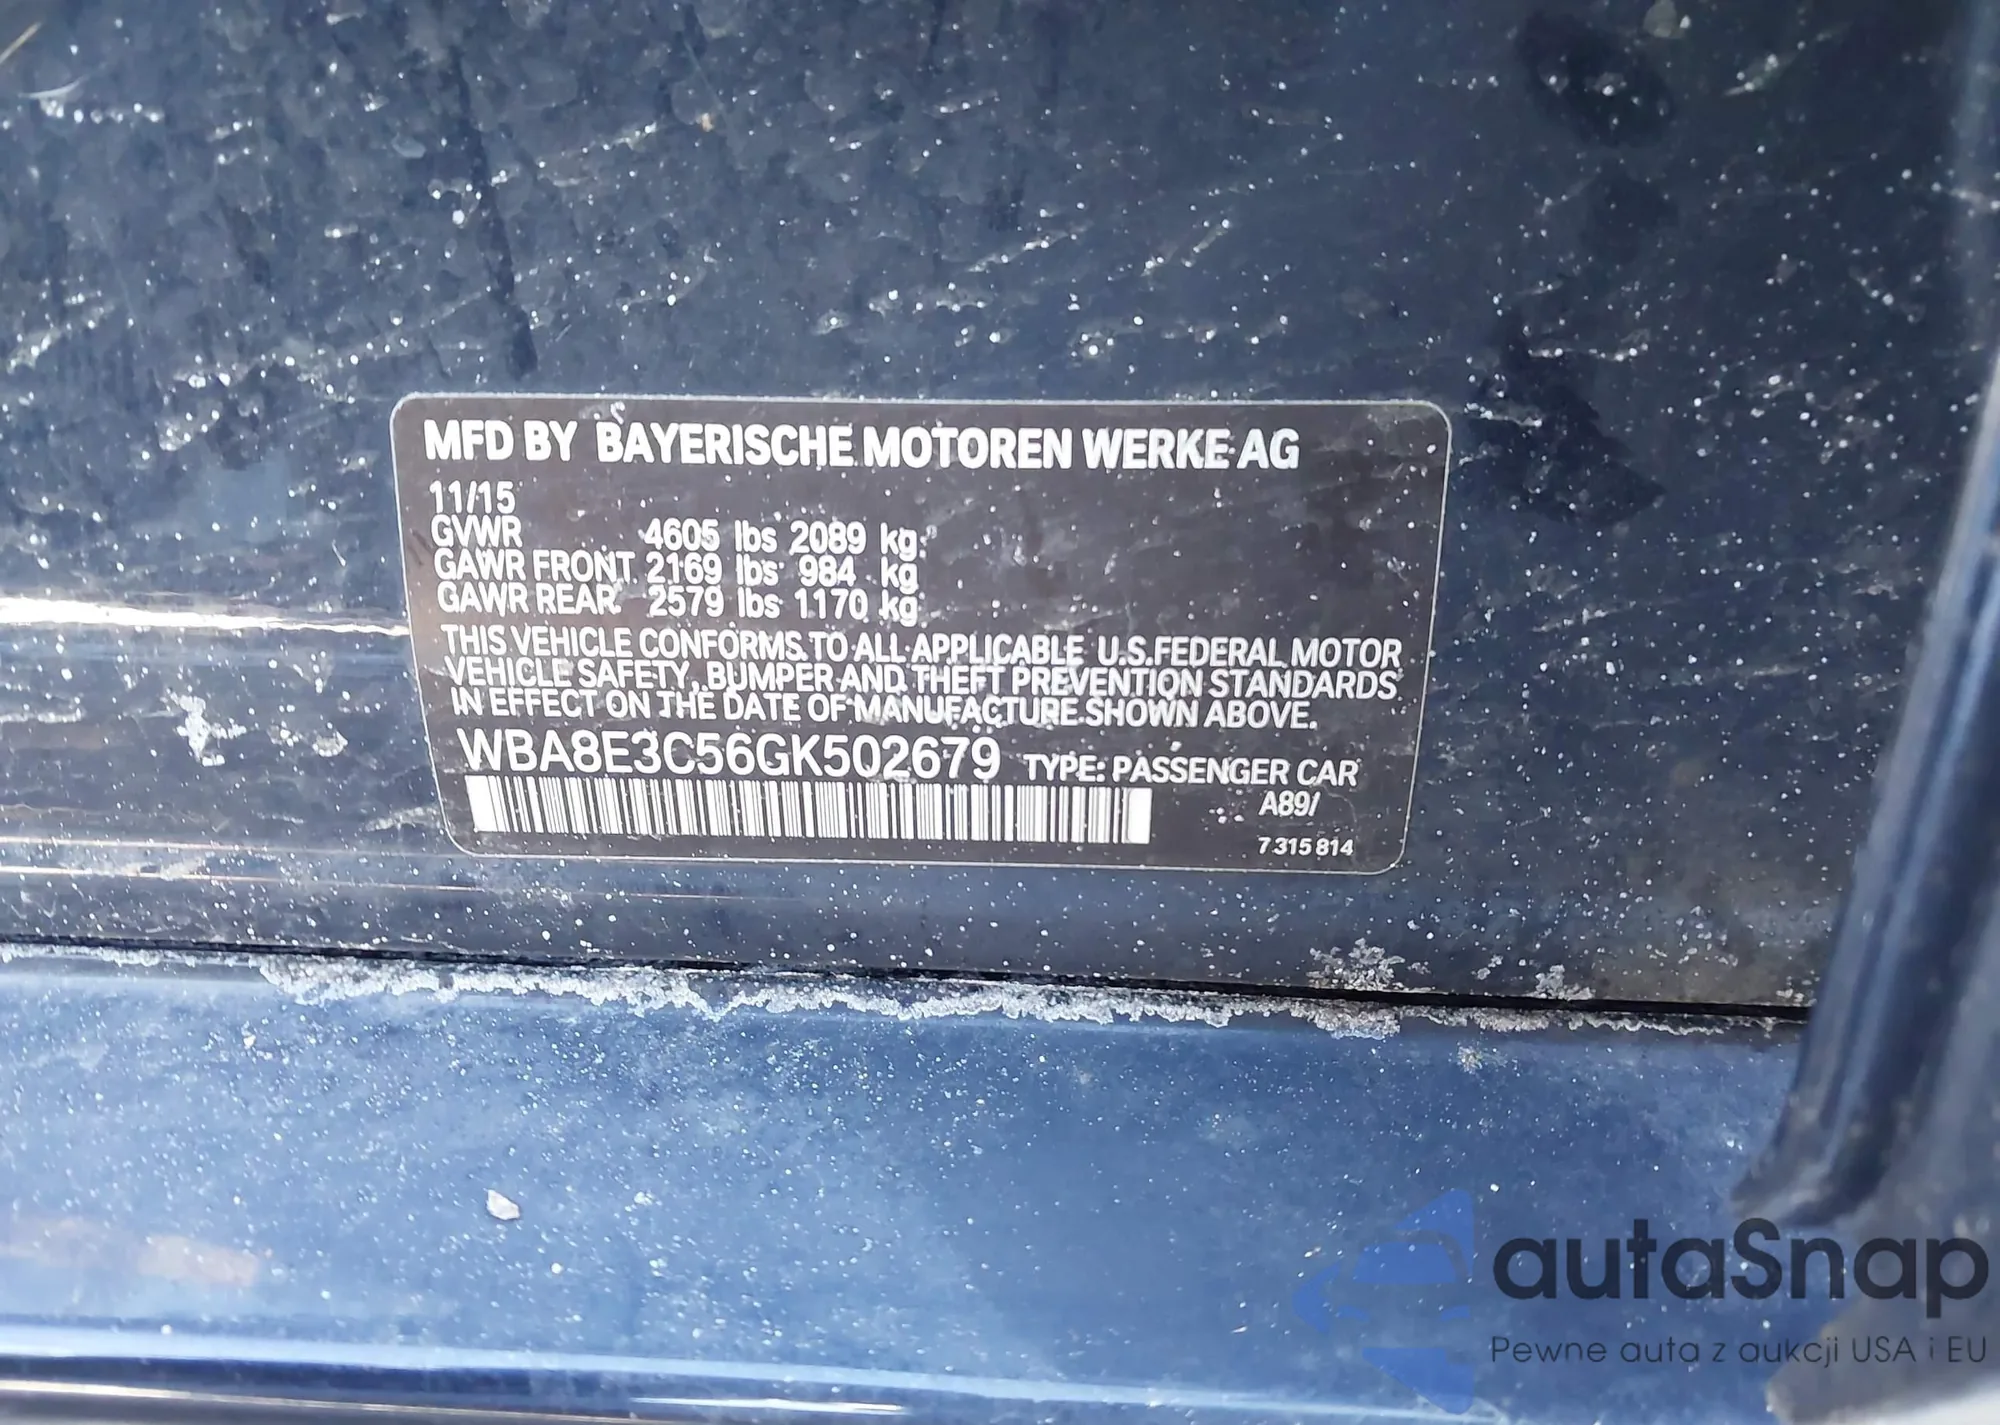 MFD BY BAYERISCHE MOTOREN WERKE AG
11/15
GVWR 4605 lbs 2089 kg
GAWR FRONT 2169 lbs 984 kg
GAWR REAR 2579 lbs 1170 kg
THIS VEHICLE CONFORMS TO ALL APPLICABLE U.S. FEDERAL MOTOR
VEHICLE SAFETY, BUMPER AND THEFT PREVENTION STANDARDS
IN EFFECT ON THE DATE OF MANUFACTURE SHOWN ABOVE.
WBA8E3C56GK502679 TYPE: PASSENGER CAR
A89/
7 315 814
autaSnap
Pewne auta z aukcji USA i EU